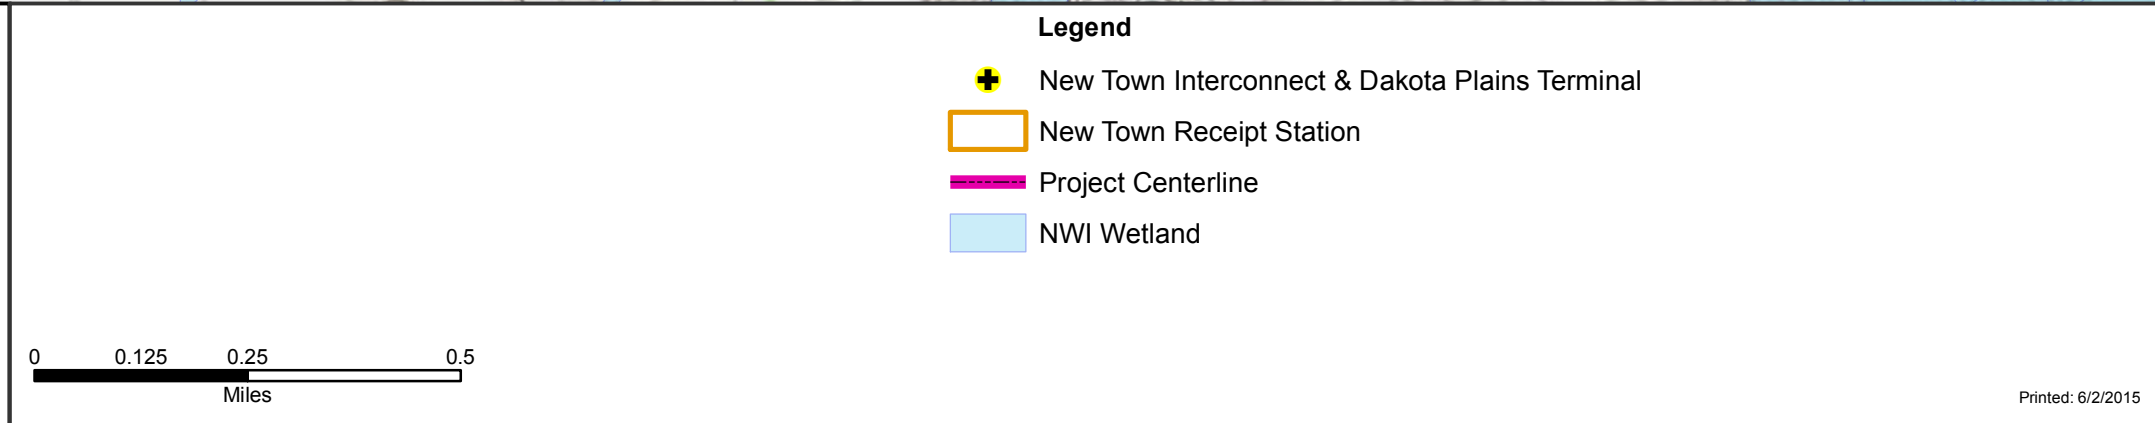 Legend
New Town Interconnect & Dakota Plains Terminal
New Town Receipt Station
Project Centerline
NWI Wetland
0 0.125 0.25 0.5
Miles
Printed: 6/2/2015